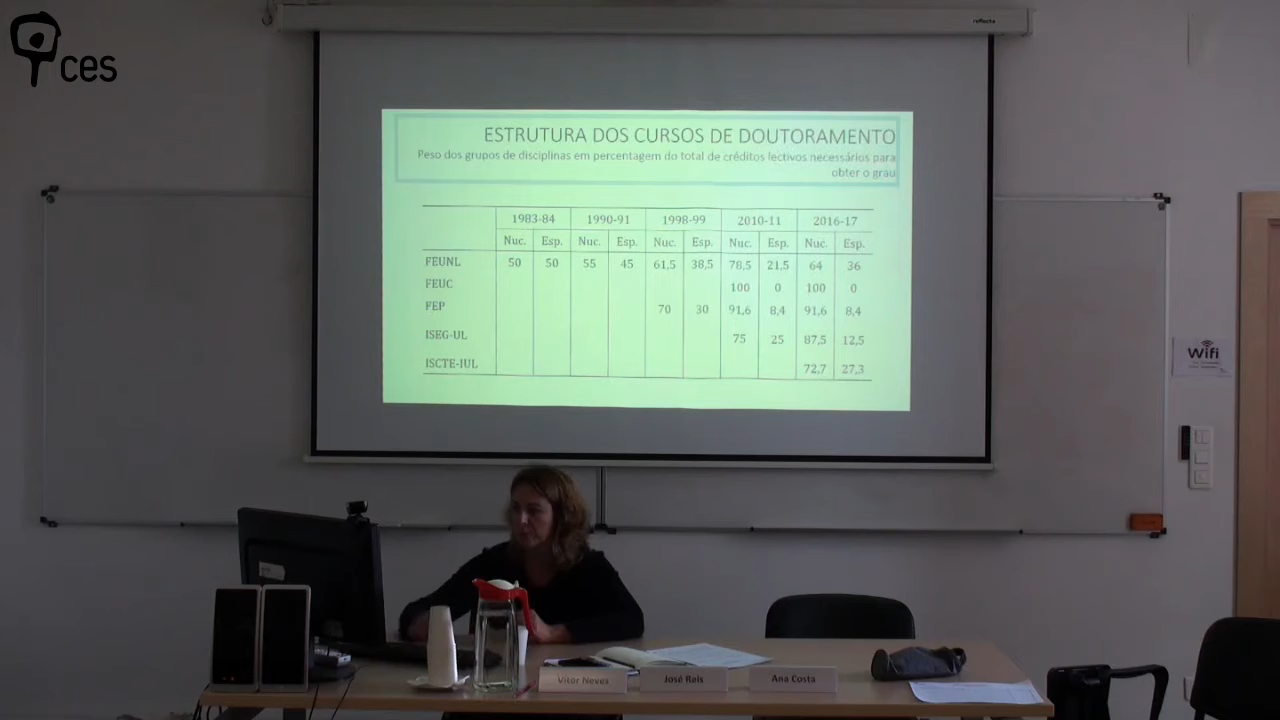 ces
reflecta
ESTRUTURA DOS CURSOS DE DOUTORAMENTO
Peso dos grupos de disciplinas em percentagem do total de créditos lectivos necessários para
obter o grau
1983-84 1990-91 1998-99 2010-11 2016-17
Nuc. Esp. Nuc. Esp. Nuc. Esp. Nuc. Esp. Nuc. Esp.
FEUNL 50 50 55 45 61,5 38,5 78,5 21,5 64 36
FEUC 100 0 100 0
FEP 70 30 91,6 8,4 91,6 8,4
ISEG-UL 75 25 87,5 12,5
ISCTE-IUL 72,7 27,3
Wifi
Vítor Neves
José Reis
Ana Costa